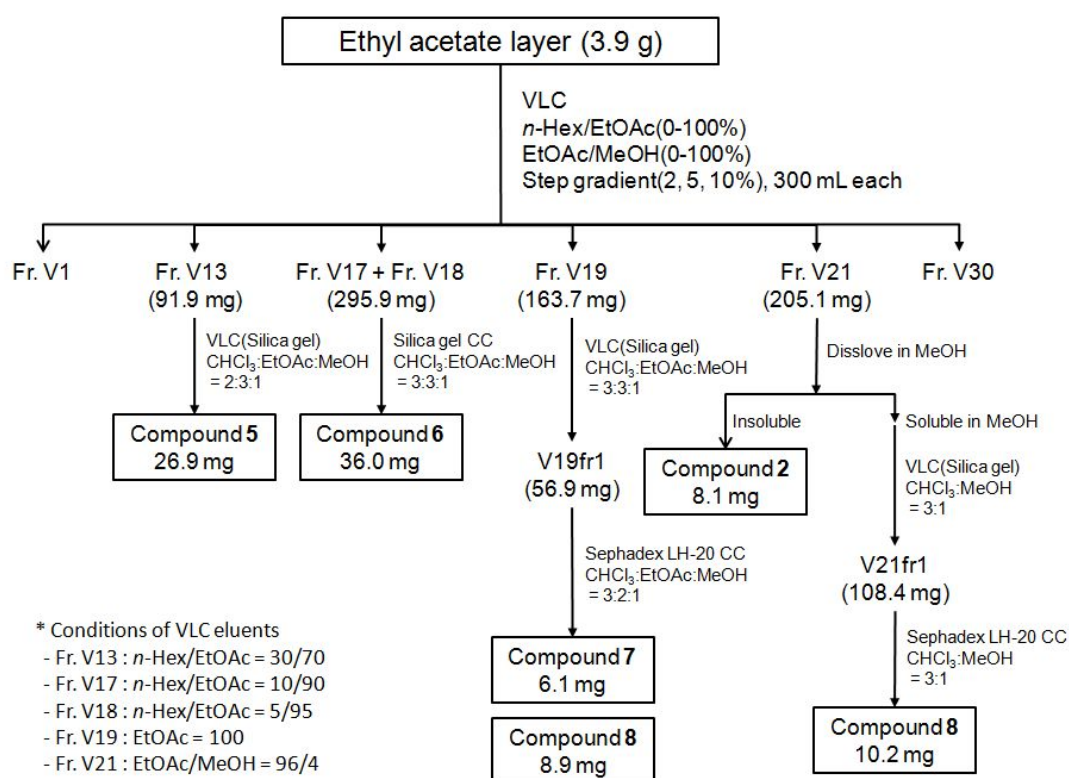 Ethyl acetate layer (3.9 g)
VLC
n-Hex/EtOAc(0-100%)
EtOAc/MeOH(0-100%)
Step gradient(2, 5, 10%), 300 mL each
Fr. V1
Fr. V13
(91.9 mg)
Fr. V17 + Fr. V18
(295.9 mg)
Fr. V19
(163.7 mg)
Fr. V21
(205.1 mg)
Fr. V30
VLC(Silica gel)
CHCl₃:EtOAc:MeOH
= 2:3:1
Silica gel CC
CHCl₃:EtOAc:MeOH
= 3:3:1
VLC(Silica gel)
CHCl₃:EtOAc:MeOH
= 3:3:1
Disslove in MeOH
Compound 5
26.9 mg
Compound 6
36.0 mg
V19fr1
(56.9 mg)
Insoluble
Compound 2
8.1 mg
Soluble in MeOH
VLC(Silica gel)
CHCl₃:MeOH
= 3:1
Sephadex LH-20 CC
CHCl₃:EtOAc:MeOH
= 3:2:1
V21fr1
(108.4 mg)
Sephadex LH-20 CC
CHCl₃:MeOH
= 3:1
Compound 7
6.1 mg
Compound 8
8.9 mg
Compound 8
10.2 mg
* Conditions of VLC eluents
- Fr. V13 : n-Hex/EtOAc = 30/70
- Fr. V17 : n-Hex/EtOAc = 10/90
- Fr. V18 : n-Hex/EtOAc = 5/95
- Fr. V19 : EtOAc = 100
- Fr. V21 : EtOAc/MeOH = 96/4